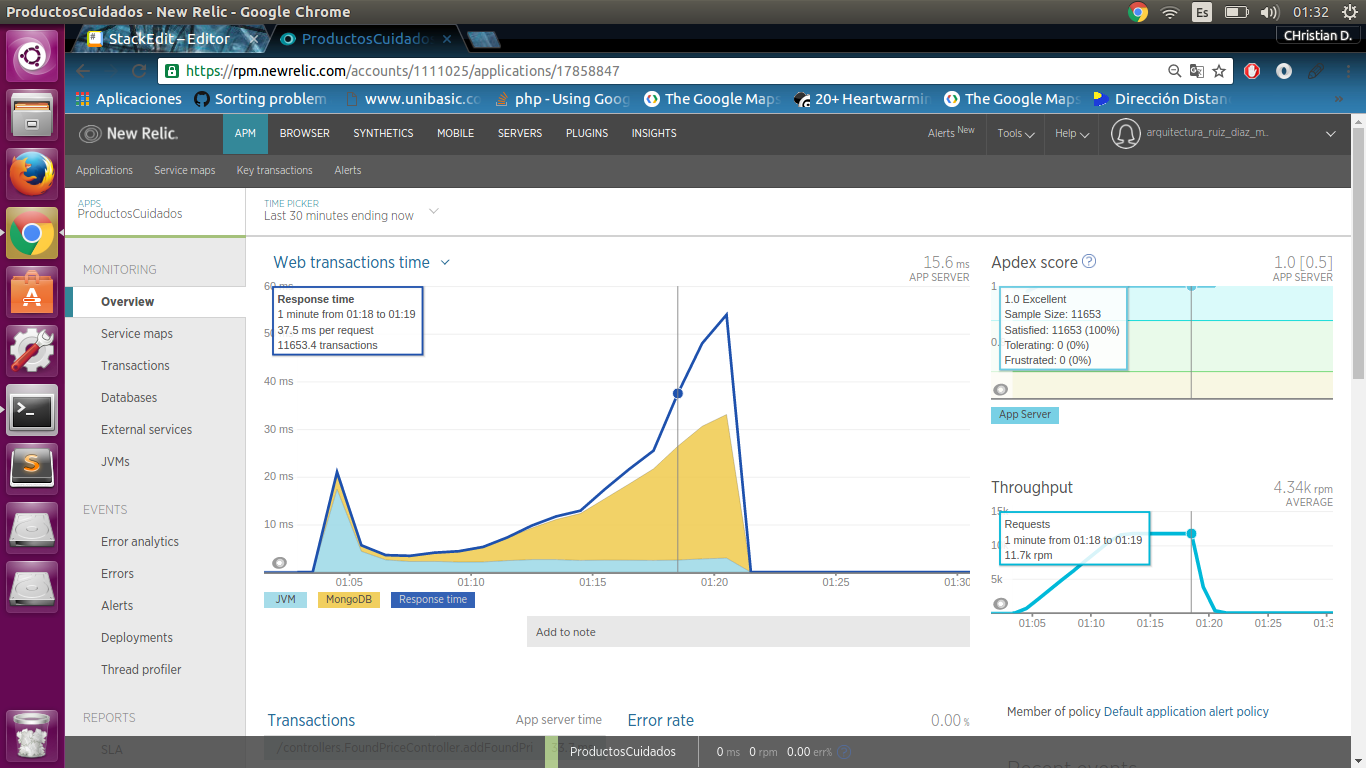 ProductosCuidados - New Relic - Google Chrome
Es
01:32
StackEdit – Editor
ProductosCuidado
CHristian D.
https://rpm.newrelic.com/accounts/1111025/applications/17858847
Aplicaciones
Sorting problem
www.unibasic.co
php - Using Goog
The Google Maps
20+ Heartwarmin
The Google Maps
Dirección Distan
»
New Relic.
APM
BROWSER
SYNTHETICS
MOBILE
SERVERS
PLUGINS
INSIGHTS
Alerts New
Tools
Help
arquitectura_ruiz_diaz_m..
Applications
Service maps
Key transactions
Alerts
APPS
ProductosCuidados
TIME PICKER
Last 30 minutes ending now
MONITORING
Overview
Service maps
Transactions
Databases
External services
JVMs
EVENTS
Error analytics
Errors
Alerts
Deployments
Thread profiler
REPORTS
SLA
Web transactions time
15.6 ms
APP SERVER
Response time
1 minute from 01:18 to 01:19
37.5 ms per request
11653.4 transactions
40 ms
30 ms
20 ms
10 ms
01:05
01:10
01:15
01:20
01:25
01:30
JVM
MongoDB
Response time
Add to note
Apdex score
1.0 [0.5]
APP SERVER
1
1.0 Excellent
Sample Size: 11653
Satisfied: 11653 (100%)
Tolerating: 0 (0%)
Frustrated: 0 (0%)
App Server
Throughput
4.34k rpm
AVERAGE
15k
Requests
1 minute from 01:18 to 01:19
11.7k rpm
5k
01:05
01:10
01:15
01:20
01:25
01:3
Transactions
App server time
/controllers.FoundPriceController.addFoundPri
Error rate
0.00 %
Member of policy Default application alert policy
Recent events
ProductosCuidados
0 ms
0 rpm
0.00 err%